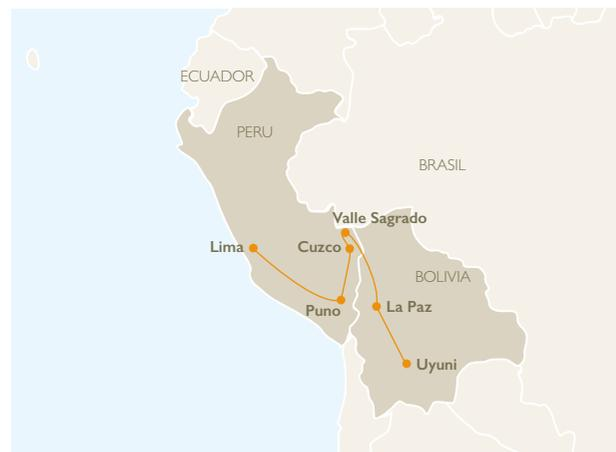 ECUADOR
PERU
BRASIL
Valle Sagrado
Lima
Cuzco
BOLIVIA
Puno
La Paz
Uyuni